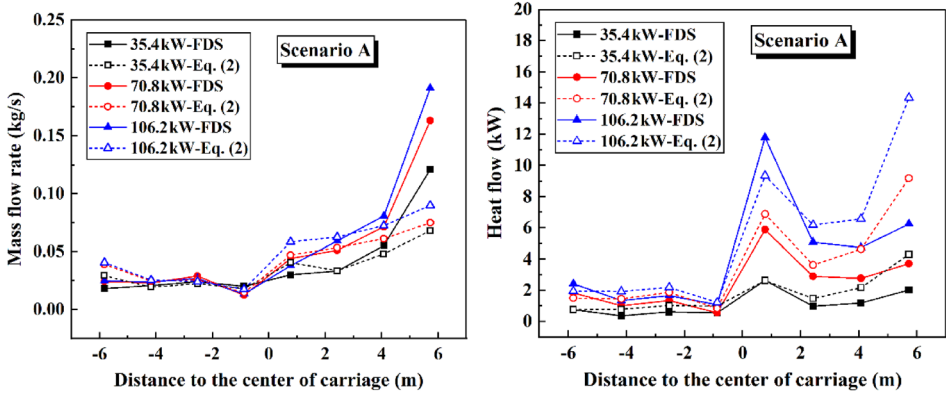 Scenario A
35.4kW-FDS
35.4kW-Eq. (2)
70.8kW-FDS
70.8kW-Eq. (2)
106.2kW-FDS
106.2kW-Eq. (2)
0.25
0.20
0.15
0.10
0.05
0.00
Mass flow rate (kg/s)
-6 -4 -2 0 2 4 6
Distance to the center of carriage (m)
Scenario A
35.4kW-FDS
35.4kW-Eq. (2)
70.8kW-FDS
70.8kW-Eq. (2)
106.2kW-FDS
106.2kW-Eq. (2)
20
18
16
14
12
10
8
6
4
2
0
Heat flow (kW)
-6 -4 -2 0 2 4 6
Distance to the center of carriage (m)